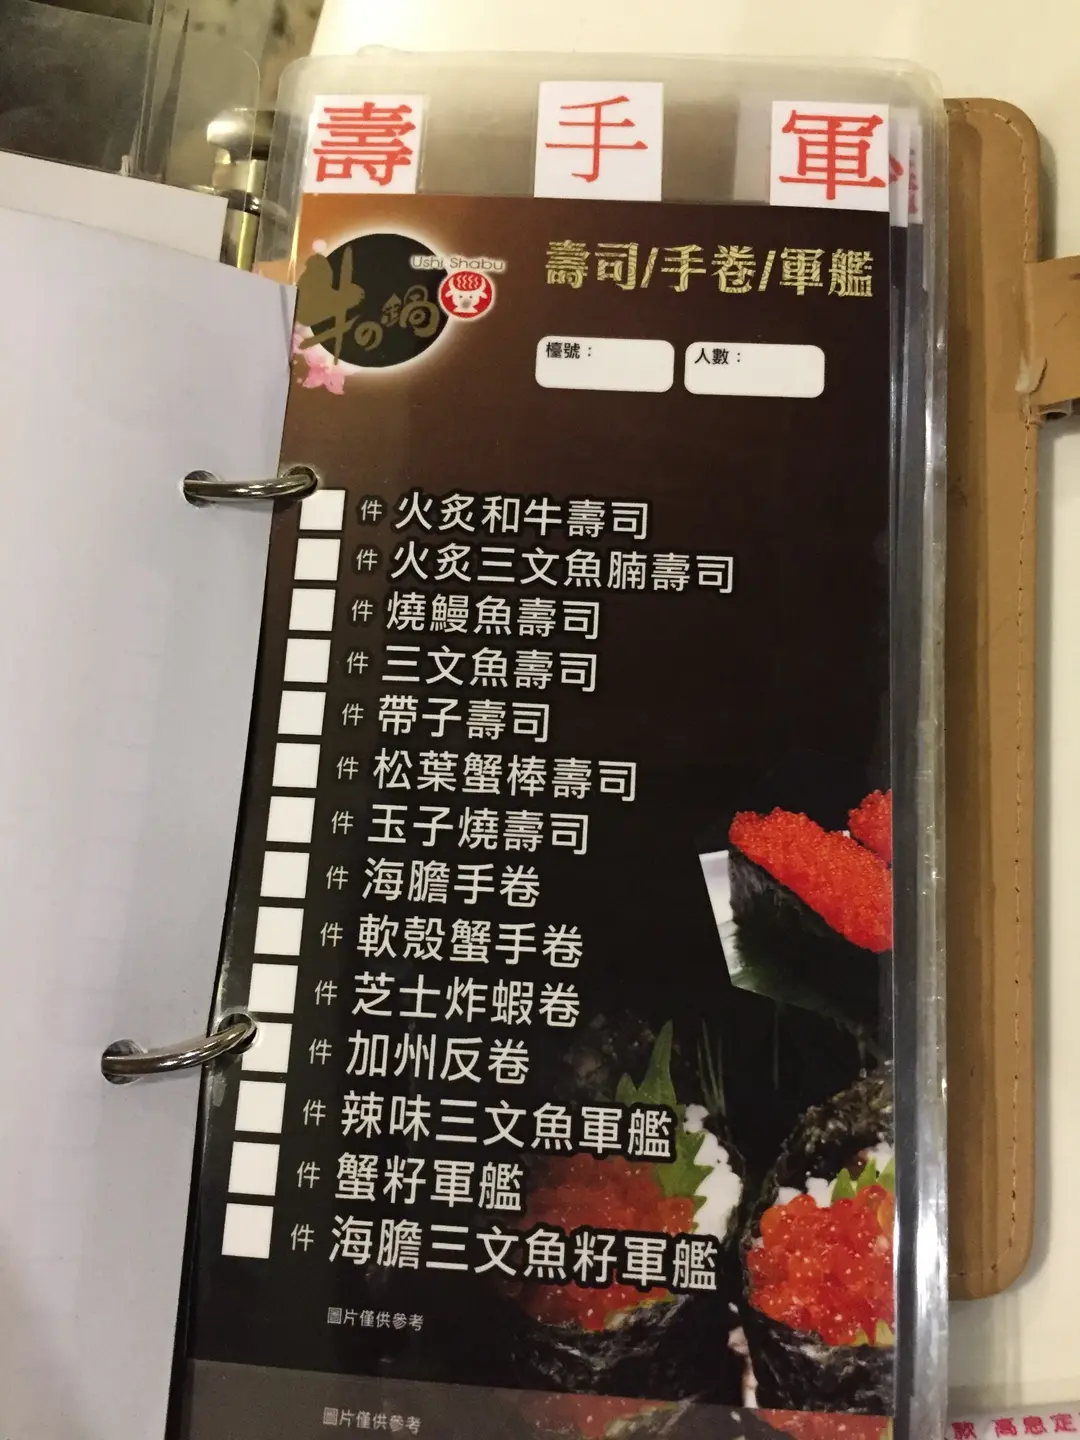 壽 手 軍
Ushi Shabu
牛の鍋
壽司/手卷/軍艦
檯號： 人數：
件 火炙和牛壽司
件 火炙三文魚腩壽司
件 燒鰻魚壽司
件 三文魚壽司
件 帶子壽司
件 松葉蟹棒壽司
件 玉子燒壽司
件 海膽手卷
件 軟殼蟹手卷
件 芝士炸蝦卷
件 加州反卷
件 辣味三文魚軍艦
件 蟹籽軍艦
件 海膽三文魚籽軍艦
圖片僅供參考
圖片僅供參考
款 高息定